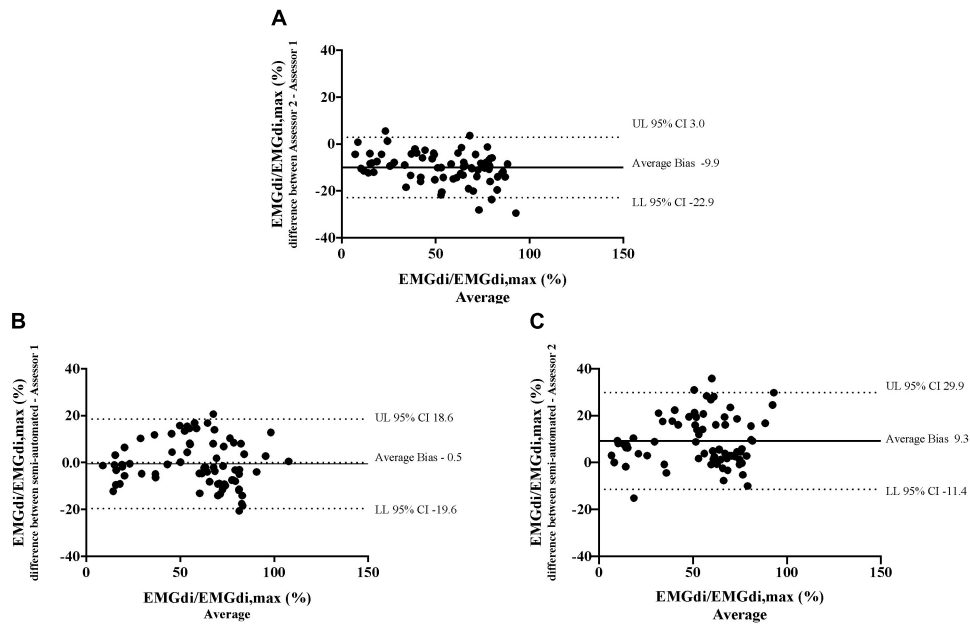 A
EMGdi/EMGdi,max (%)
difference between Assessor 2 - Assessor 1
40
20
0
-20
-40
0
50
100
150
UL 95% CI 3.0
Average Bias -9.9
LL 95% CI -22.9
EMGdi/EMGdi,max (%)
Average
B
EMGdi/EMGdi,max (%)
difference between semi-automated - Assessor 1
40
20
0.0
-20
-40
0
50
100
150
UL 95% CI 18.6
Average Bias - 0.5
LL 95% CI -19.6
EMGdi/EMGdi,max (%)
Average
C
EMGdi/EMGdi,max (%)
difference between semi-automated - Assessor 2
40
20
0
-20
-40
0
50
100
150
UL 95% CI 29.9
Average Bias 9.3
LL 95% CI -11.4
EMGdi/EMGdi,max (%)
Average